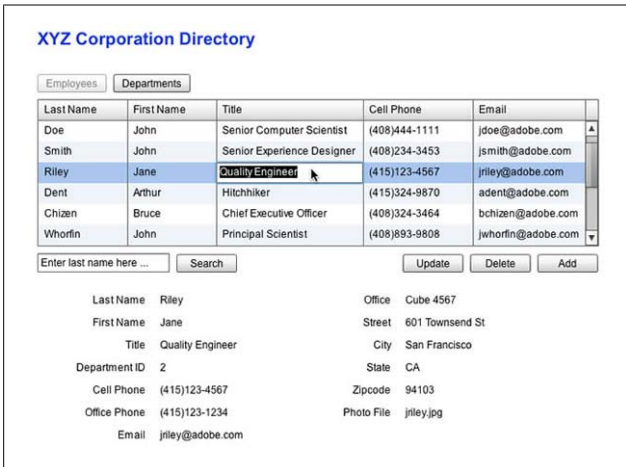 XYZ Corporation Directory
Employees Departments
Last Name First Name Title Cell Phone Email
Doe John Senior Computer Scientist (408)444-1111 jdoe@adobe.com
Smith John Senior Experience Designer (408)234-3453 jsmith@adobe.com
Riley Jane Quality Engineer (415)123-4567 jriley@adobe.com
Dent Arthur Hitchhiker (415)324-9870 adent@adobe.com
Chizen Bruce Chief Executive Officer (408)324-3464 bchizen@adobe.com
Whorfin John Principal Scientist (408)893-9808 jwhorfin@adobe.com
Enter last name here ... Search Update Delete Add
Last Name Riley Office Cube 4567
First Name Jane Street 601 Townsend St
Title Quality Engineer City San Francisco
Department ID 2 State CA
Cell Phone (415)123-4567 Zipcode 94103
Office Phone (415)123-1234 Photo File jriley.jpg
Email jriley@adobe.com